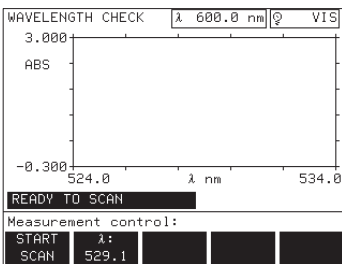 WAVELENGTH CHECK λ 600.0 nm VIS
3.000
ABS
-0.300
524.0 λ nm 534.0
READY TO SCAN
Measurement control:
START λ:
SCAN 529.1